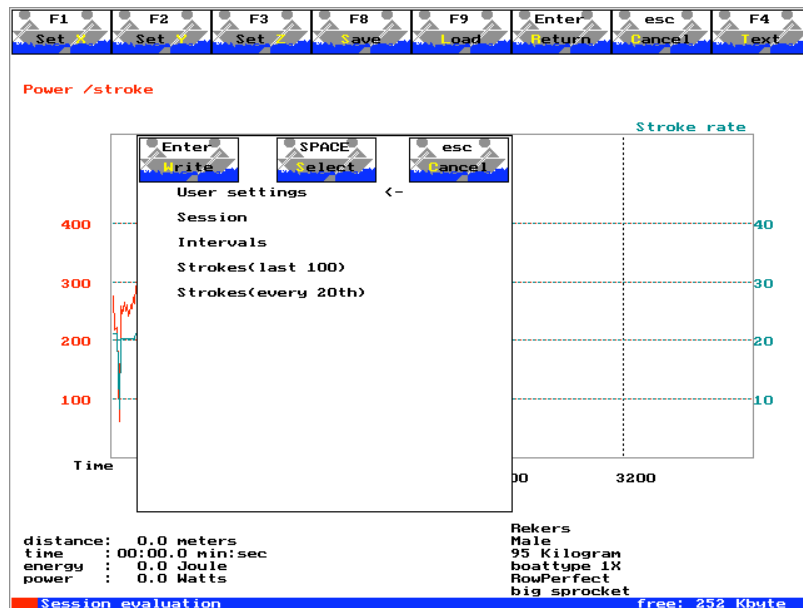 F1 F2 F3 F8 F9 Enter esc F4
Set X Set Y Set Z Save Load Return Cancel Text
Power /stroke
Stroke rate
Enter SPACE esc
Write Select Cancel
User settings <-
Session
Intervals
Strokes(last 100)
Strokes(every 20th)
400
300
200
100
40
30
20
10
Time
00
3200
distance: 0.0 meters
time : 00:00.0 min:sec
energy : 0.0 Joule
power : 0.0 Watts
Rekers
Male
95 Kilogram
boattype 1X
RowPerfect
big sprocket
Session evaluation free: 252 Kbyte